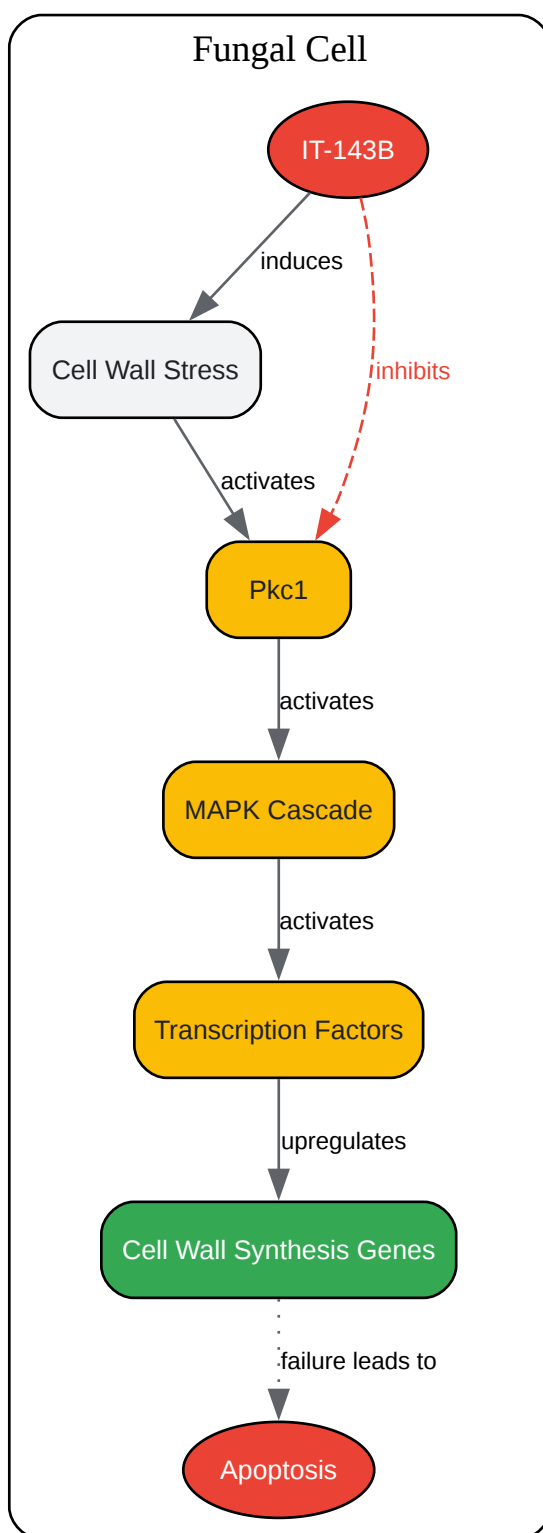 Fungal Cell
IT-143B
induces
Cell Wall Stress
inhibits
activates
Pkc1
activates
MAPK Cascade
activates
Transcription Factors
upregulates
Cell Wall Synthesis Genes
failure leads to
Apoptosis